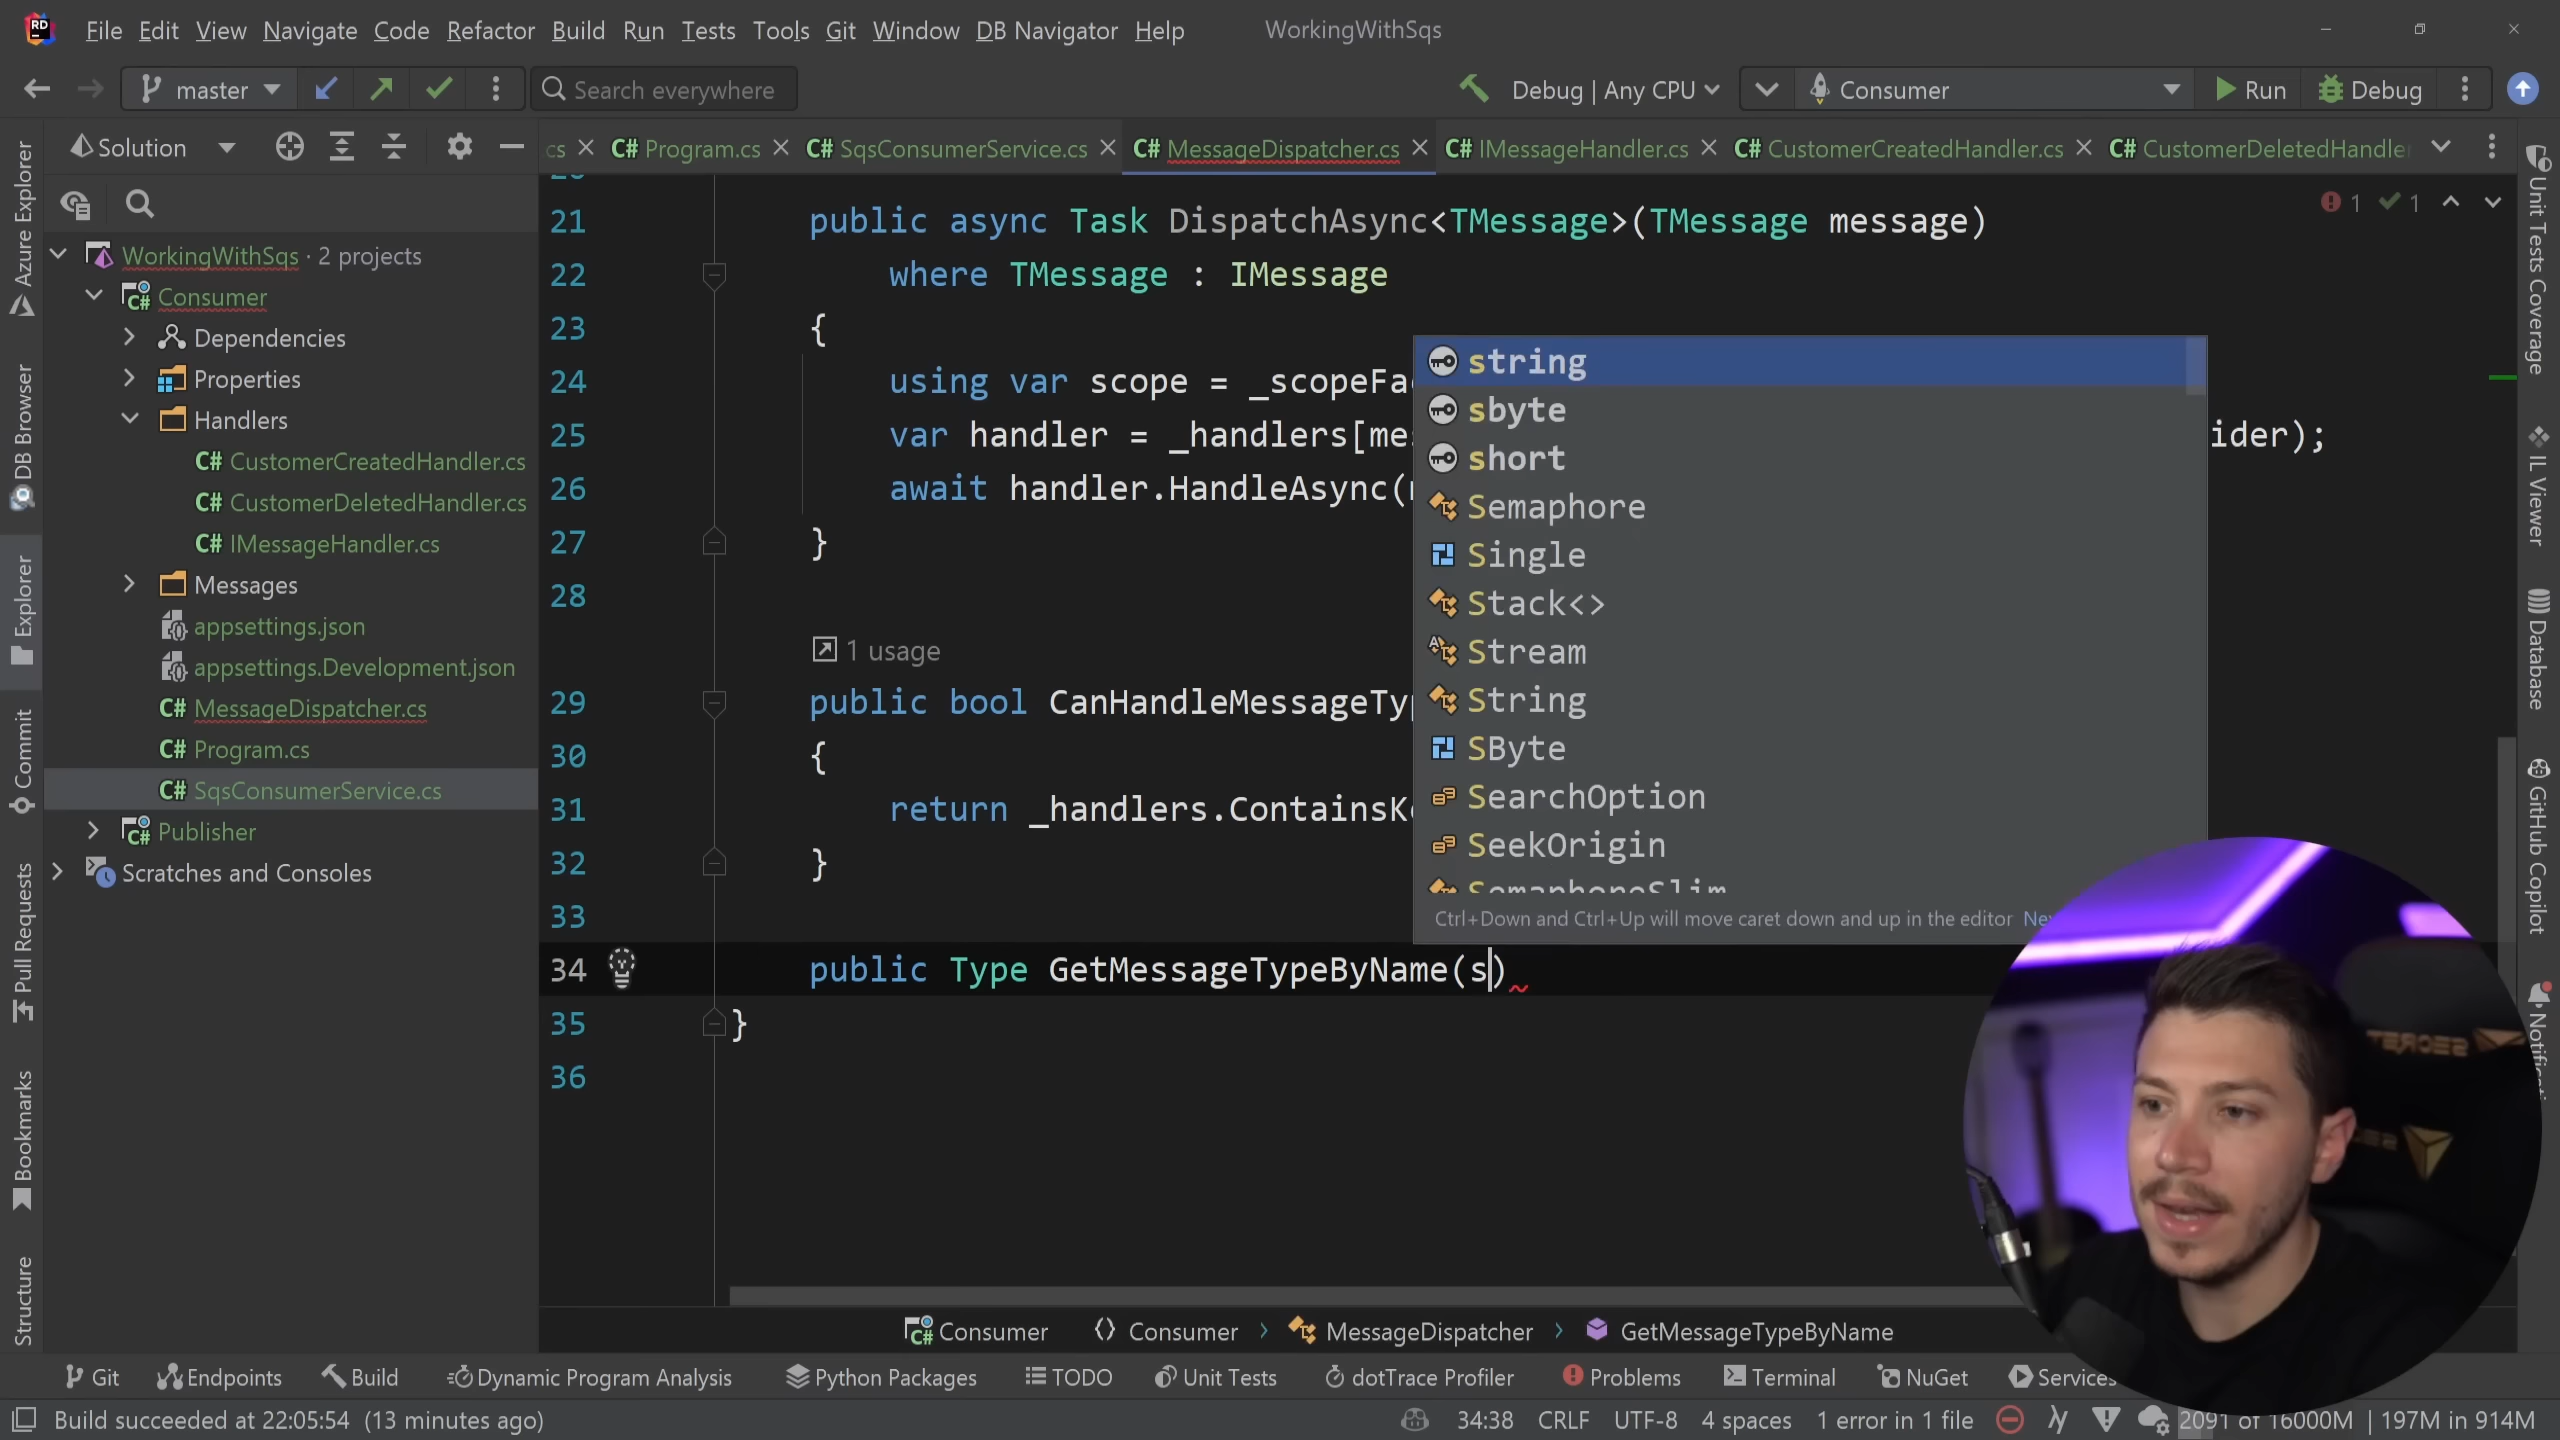 File Edit View Navigate Code Refactor Build Run Tests Tools Git Window DB Navigator Help WorkingWithSqs
master Search everywhere Debug | Any CPU Consumer Run Debug
Solution cs Program.cs SqsConsumerService.cs MessageDispatcher.cs IMessageHandler.cs CustomerCreatedHandler.cs CustomerDeletedHandler
WorkingWithSqs · 2 projects
Consumer
Dependencies
Properties
Handlers
CustomerCreatedHandler.cs
CustomerDeletedHandler.cs
IMessageHandler.cs
Messages
appsettings.json
appsettings.Development.json
MessageDispatcher.cs
Program.cs
SqsConsumerService.cs
Publisher
Scratches and Consoles
Azure Explorer
DB Browser
Explorer
Commit
Pull Requests
Bookmarks
Structure
1 1
21 public async Task DispatchAsync<TMessage>(TMessage message)
22 where TMessage : IMessage
23 {
24 using var scope = _scopeFa
25 var handler = _handlers[mes ider);
26 await handler.HandleAsync(
27 }
28
1 usage
29 public bool CanHandleMessageTyp
30 {
31 return _handlers.ContainsK
32 }
33
34 public Type GetMessageTypeByName(s)
35 }
36
string
sbyte
short
Semaphore
Single
Stack<>
Stream
String
SByte
SearchOption
SeekOrigin
SemaphoreSlim
Ctrl+Down and Ctrl+Up will move caret down and up in the editor
Unit Tests Coverage
IL Viewer
Database
GitHub Copilot
SECRET
Consumer Consumer MessageDispatcher GetMessageTypeByName
Git Endpoints Build Dynamic Program Analysis Python Packages TODO Unit Tests dotTrace Profiler Problems Terminal NuGet Services
Build succeeded at 22:05:54 (13 minutes ago) 34:38 CRLF UTF-8 4 spaces 1 error in 1 file 2091 of 16000M | 197M in 914M